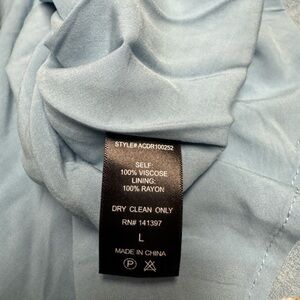 STYLE# ACDR100252
SELF:
100% VISCOSE
LINING:
100% RAYON
DRY CLEAN ONLY
RN# 141397
L
MADE IN CHINA
P